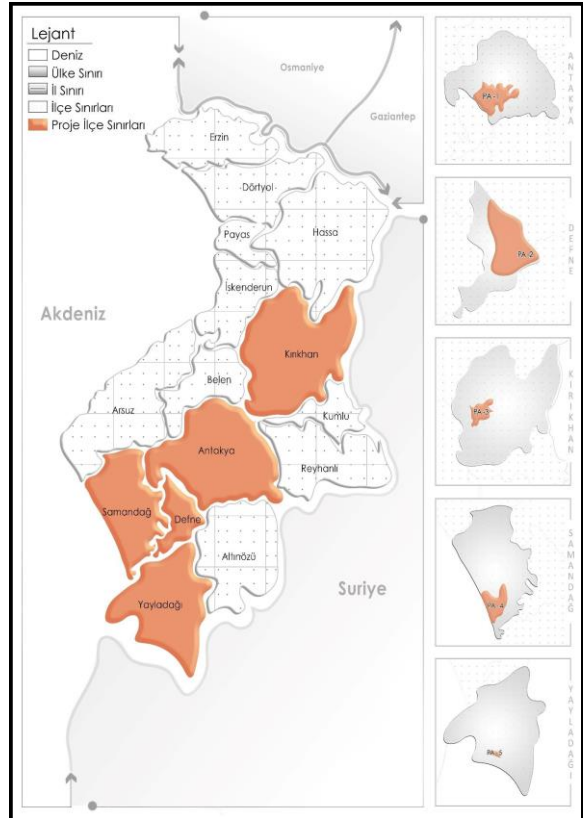 Lejant
Deniz
Ülke Sınırı
İl Sınırı
İlçe Sınırları
Proje İlçe Sınırları
Osmaniye
Gaziantep
Erzin
Dörtyol
Payas
Hassa
İskenderun
Akdeniz
Kırıkhan
Belen
Arsuz
Kumlu
Antakya
Reyhanlı
Samandağ
Defne
Altınözü
Yayladağı
Suriye
PA-1
ANTAKYA
PA-2
DEFNE
PA-3
KIRIKHAN
PA-4
SAMANDAĞ
PA-5
YAYLADAĞI